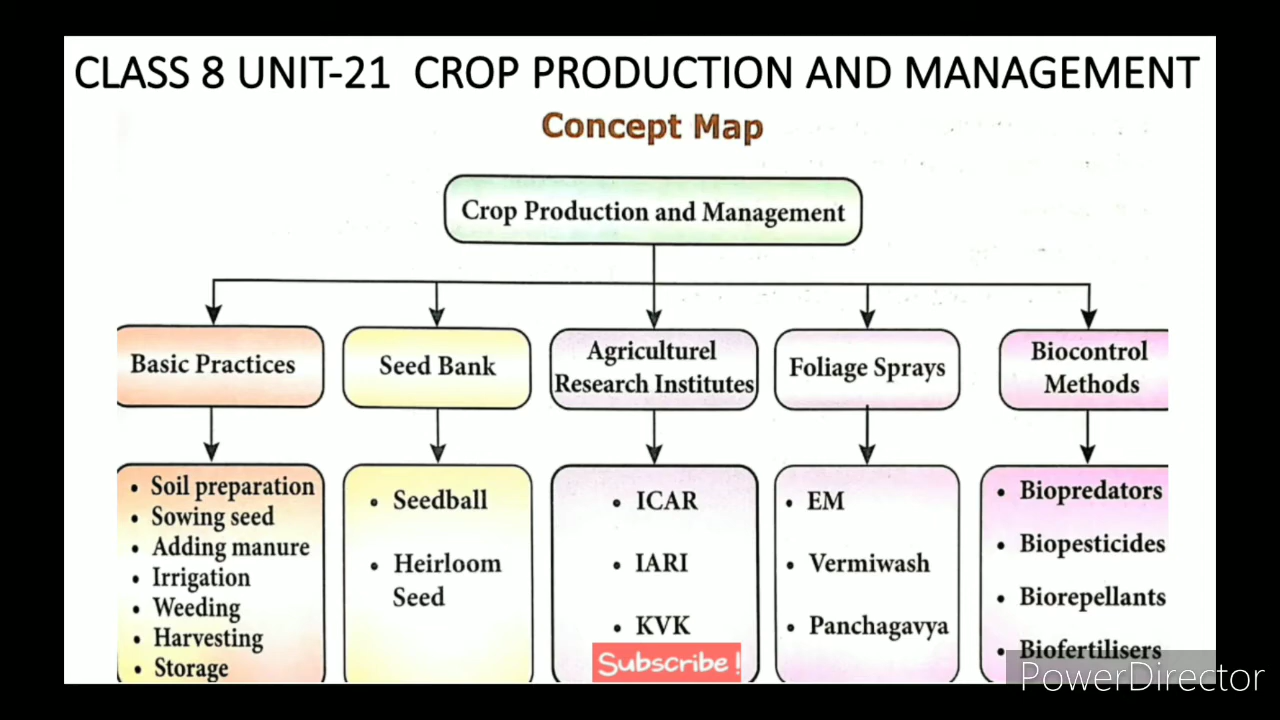 CLASS 8 UNIT-21 CROP PRODUCTION AND MANAGEMENT
Concept Map
Crop Production and Management
Basic Practices
Seed Bank
Agriculturel
Research Institutes
Foliage Sprays
Biocontrol
Methods
• Soil preparation
• Sowing seed
• Adding manure
• Irrigation
• Weeding
• Harvesting
• Storage
• Seedball
• Heirloom
Seed
• ICAR
• IARI
• KVK
• EM
• Vermiwash
• Panchagavya
• Biopredators
• Biopesticides
• Biorepellants
• Biofertilisers
Subscribe!
PowerDirector